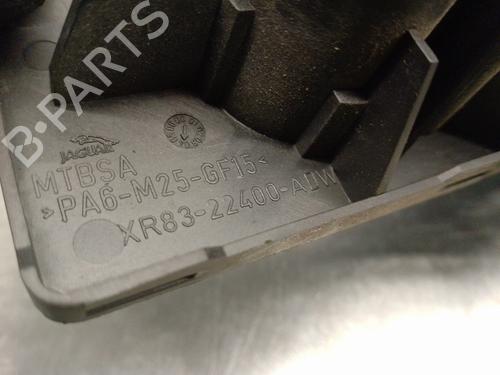 B-PARTS
JAGUAR
MTBSA
>PA6-M25-GF15<
XR83-22400-ADW